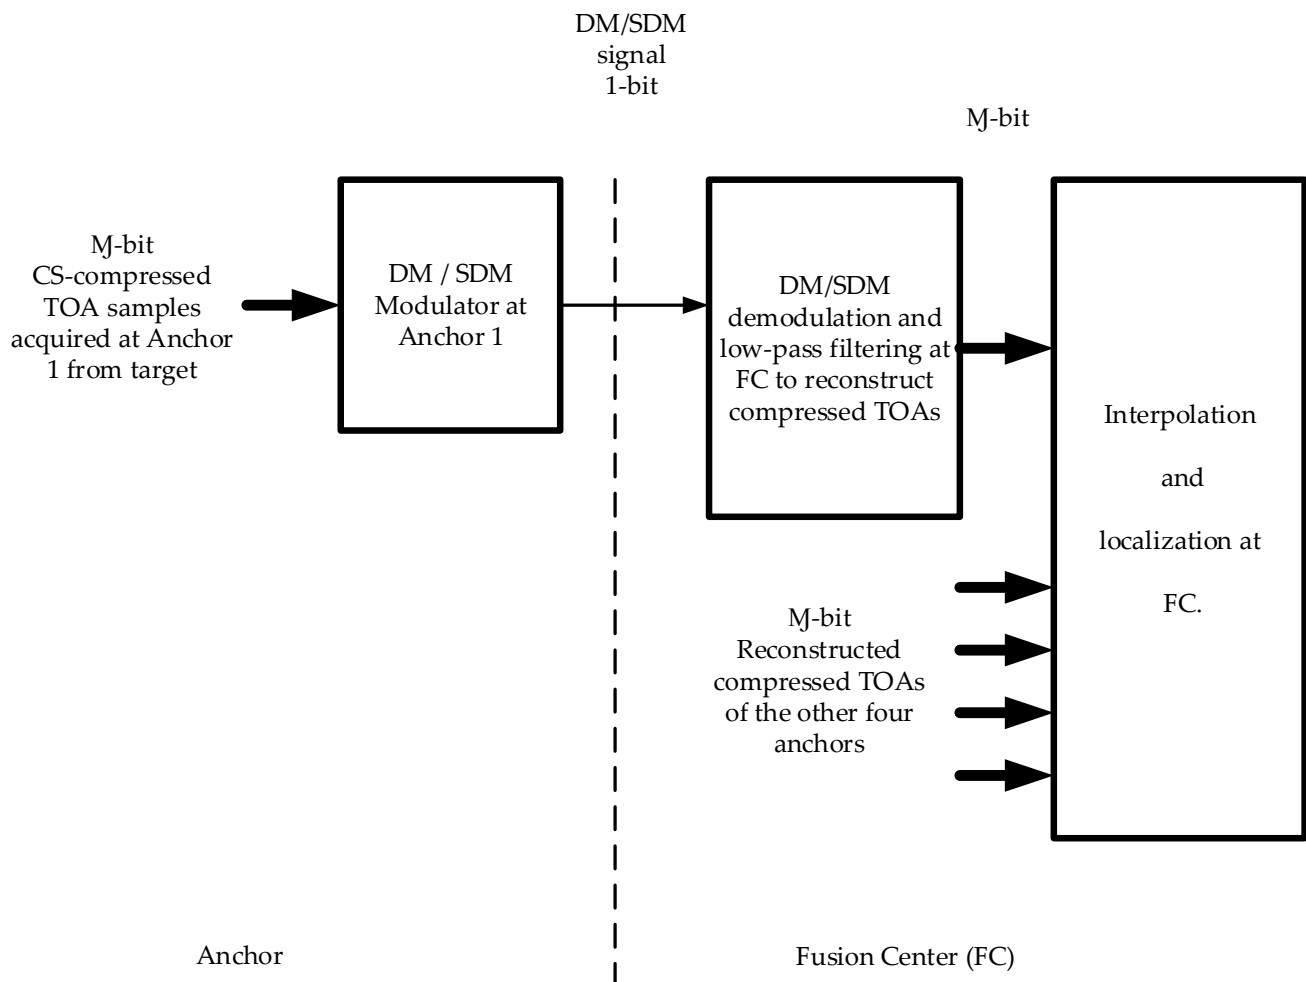 DM/SDM
signal
1-bit
Ɱ-bit
Ɱ-bit
CS-compressed
TOA samples
acquired at Anchor
1 from target
DM / SDM
Modulator at
Anchor 1
DM/SDM
demodulation and
low-pass filtering at
FC to reconstruct
compressed TOAs
Interpolation
and
localization at
FC.
Ɱ-bit
Reconstructed
compressed TOAs
of the other four
anchors
Anchor
Fusion Center (FC)